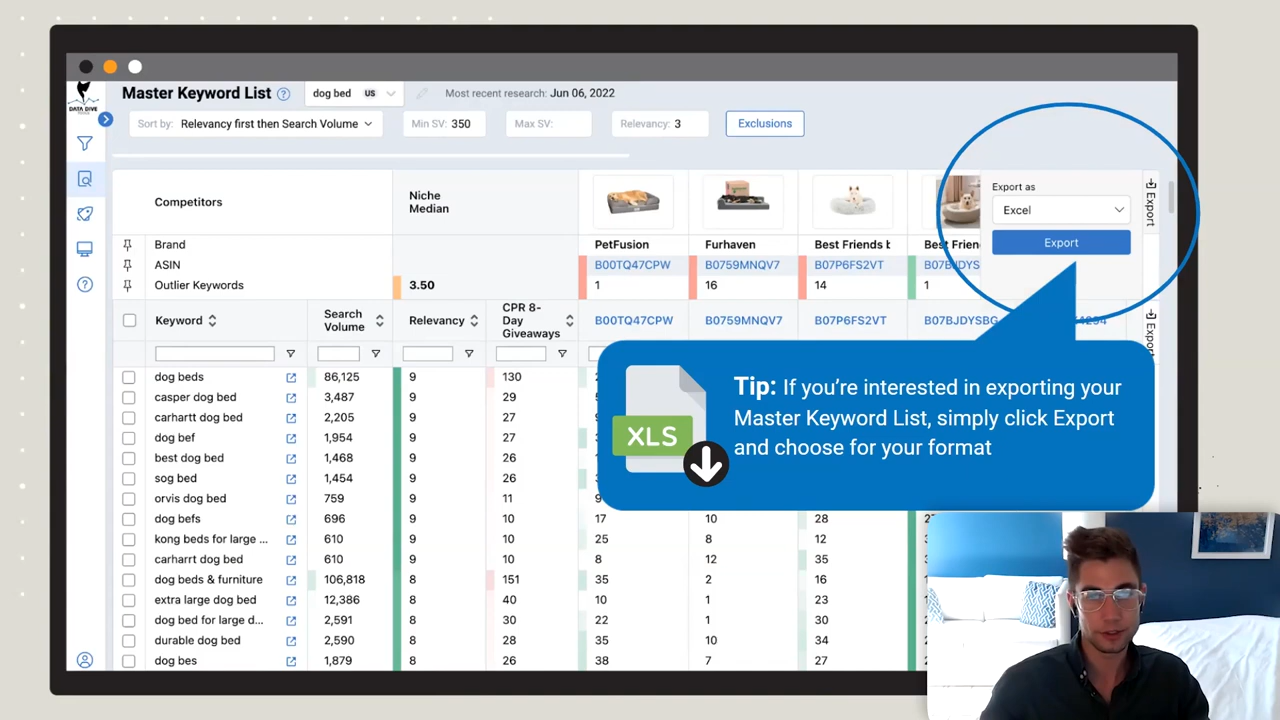 Master Keyword List ? dog bed US Most recent research: Jun 06, 2022
DATA DIVE
Sort by: Relevancy first then Search Volume Min SV: 350 Max SV: Relevancy: 3 Exclusions
Competitors
Niche
Median
Export as
Excel
Export
Export
Brand PetFusion Furhaven Best Friends b Best Frien
ASIN B00TQ47CPW B0759MNQV7 B07P6FS2VT B07BJDYS
Outlier Keywords 3.50 1 16 14 1
Keyword
Search
Volume
Relevancy
CPR 8-
Day
Giveaways
B00TQ47CPW B0759MNQV7 B07P6FS2VT B07BJDYSBG
Export
dog beds 86,125 9 130
casper dog bed 3,487 9 29
carhartt dog bed 2,205 9 27
dog bef 1,954 9 27
best dog bed 1,468 9 26
sog bed 1,454 9 26
orvis dog bed 759 9 11
dog befs 696 9 10 17 10 28
kong beds for large ... 610 9 10 25 8 12
carharrt dog bed 610 9 10 8 12 35
dog beds & furniture 106,818 8 151 35 2 16
extra large dog bed 12,386 8 40 10 1 23
dog bed for large d... 2,591 8 30 22 1 30
durable dog bed 2,590 8 28 35 10 34
dog bes 1,879 8 26 38 7 27
XLS
Tip: If you’re interested in exporting your
Master Keyword List, simply click Export
and choose for your format